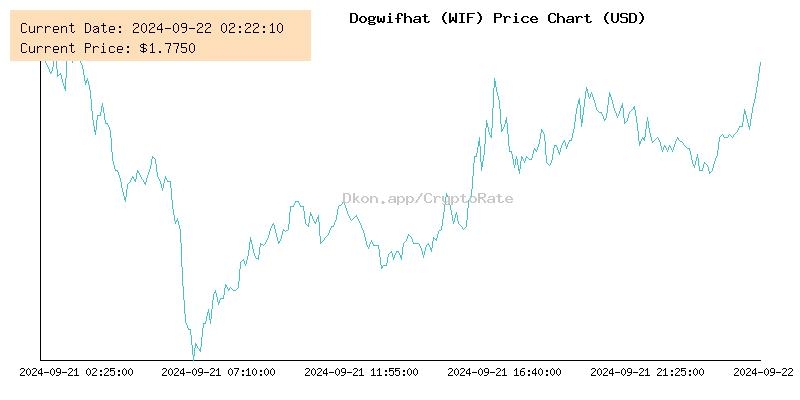 Dogwifhat (WIF) Price Chart (USD)
Current Date: 2024-09-22 02:22:10
Current Price: $1.7750
Dkon.app/CryptoRate
2024-09-21 02:25:00 2024-09-21 07:10:00 2024-09-21 11:55:00 2024-09-21 16:40:00 2024-09-21 21:25:00 2024-09-22